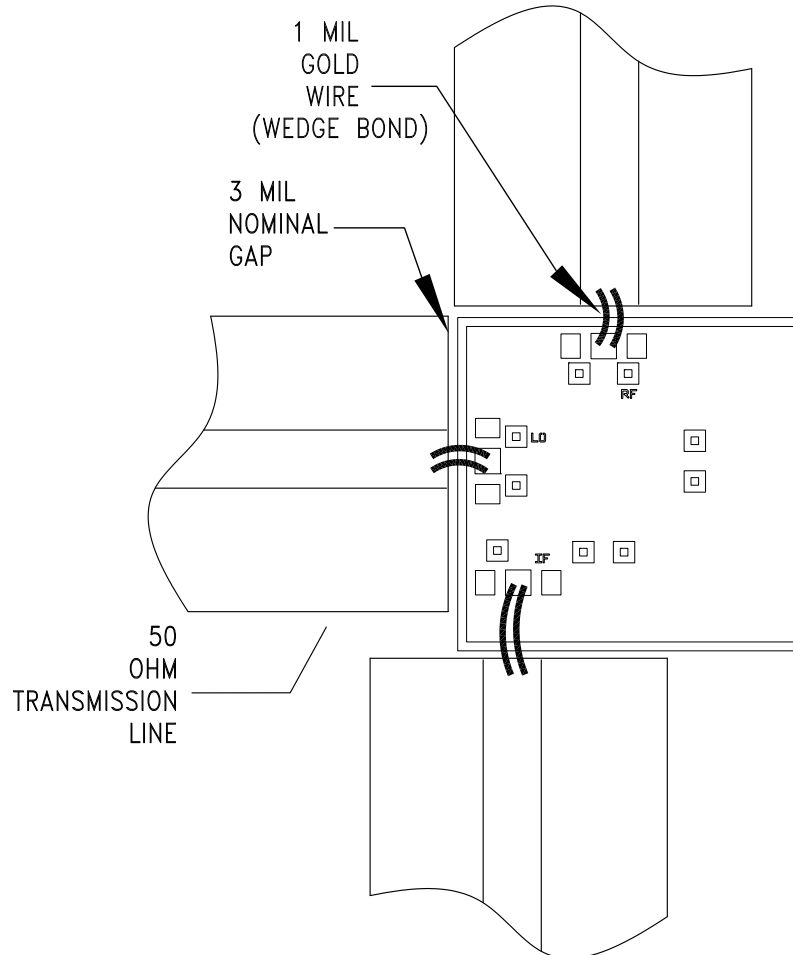 1 MIL
GOLD
WIRE
(WEDGE BOND)
3 MIL
NOMINAL
GAP
RF
LO
IF
50
OHM
TRANSMISSION
LINE